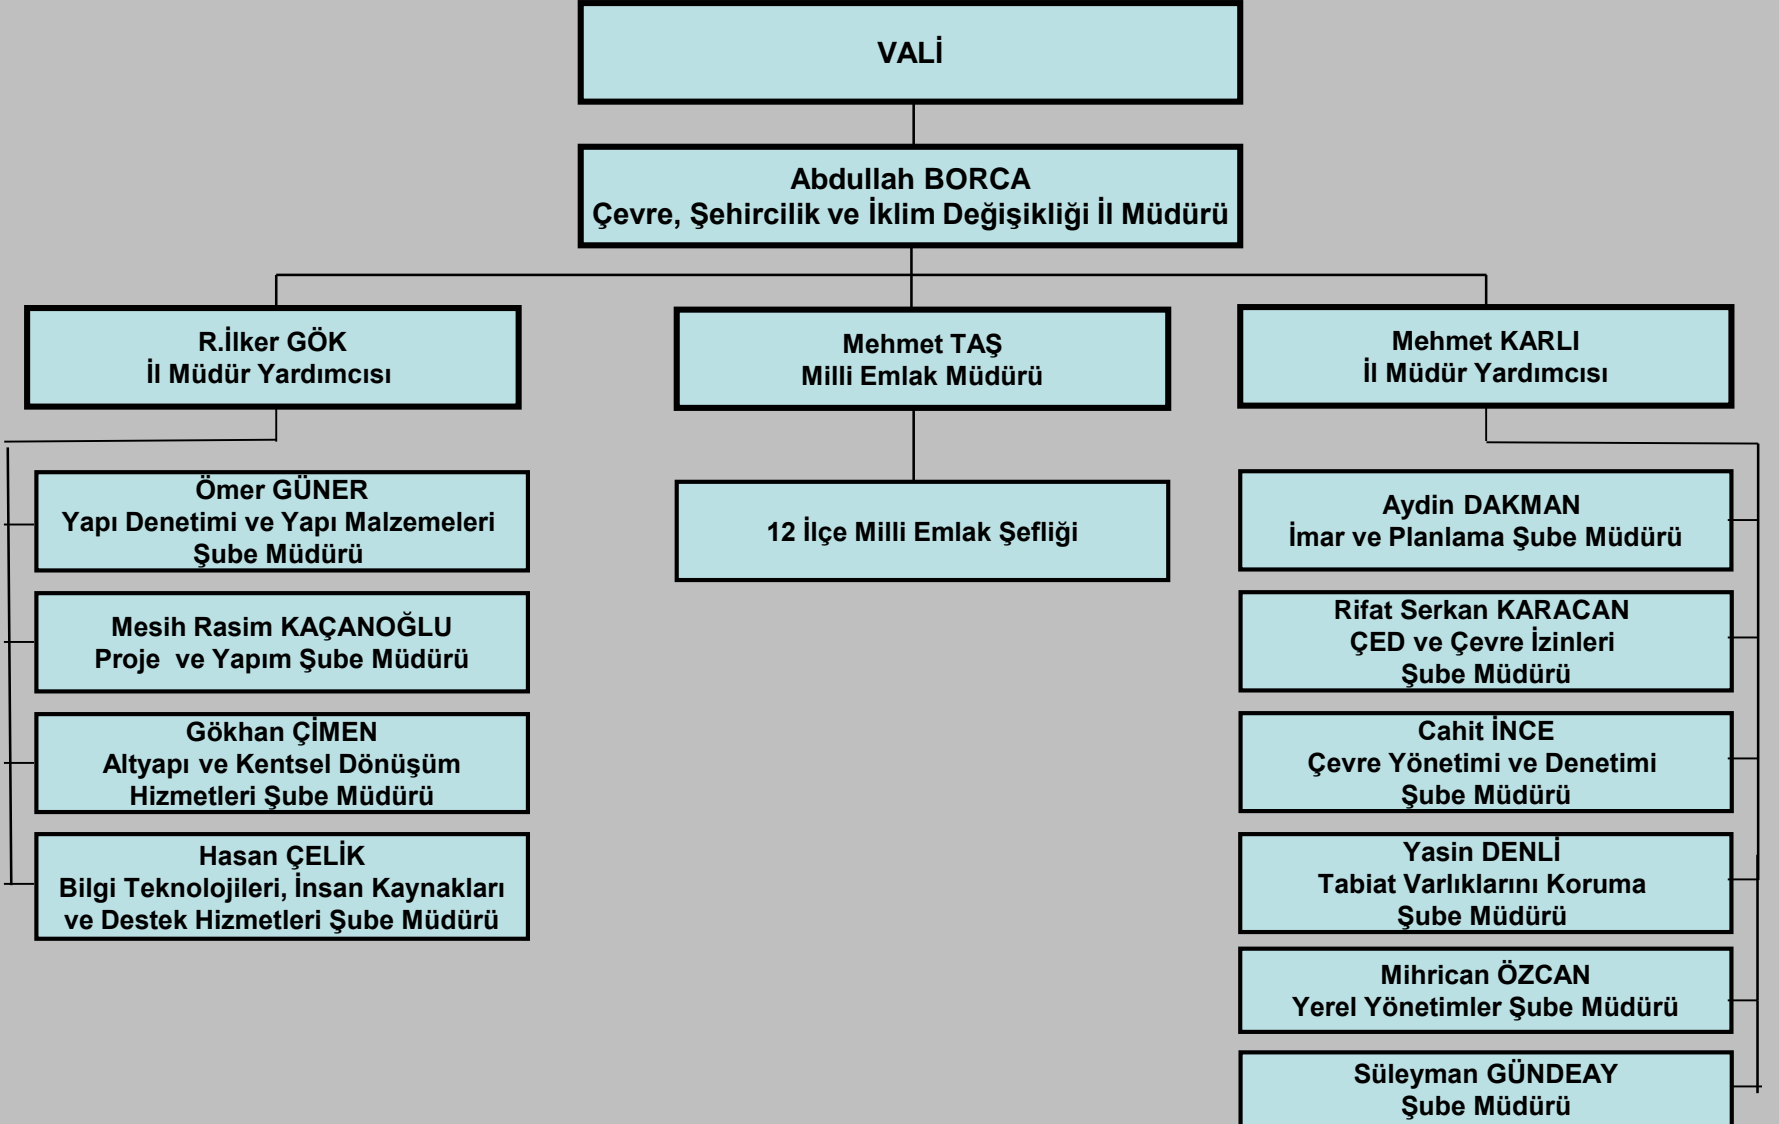 VALİ
Abdullah BORCA
Çevre, Şehircilik ve İklim Değişikliği İl Müdürü
R.İlker GÖK
İl Müdür Yardımcısı
Mehmet TAŞ
Milli Emlak Müdürü
Mehmet KARLI
İl Müdür Yardımcısı
Ömer GÜNER
Yapı Denetimi ve Yapı Malzemeleri
Şube Müdürü
Mesih Rasim KAÇANOĞLU
Proje  ve Yapım Şube Müdürü
Gökhan ÇİMEN
Altyapı ve Kentsel Dönüşüm
Hizmetleri Şube Müdürü
Hasan ÇELİK
Bilgi Teknolojileri, İnsan Kaynakları
ve Destek Hizmetleri Şube Müdürü
12 İlçe Milli Emlak Şefliği
Aydin DAKMAN
İmar ve Planlama Şube Müdürü
Rifat Serkan KARACAN
ÇED ve Çevre İzinleri
Şube Müdürü
Cahit İNCE
Çevre Yönetimi ve Denetimi
Şube Müdürü
Yasin DENLİ
Tabiat Varlıklarını Koruma
Şube Müdürü
Mihrican ÖZCAN
Yerel Yönetimler Şube Müdürü
Süleyman GÜNDEAY
Şube Müdürü